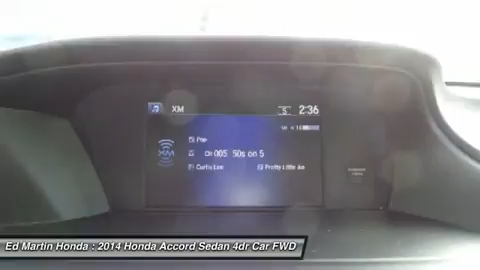 XM 2:36
Pop
XM CH 005 50s on 5
Curtis Lee Pretty Little An
Ed Martin Honda : 2014 Honda Accord Sedan 4dr Car FWD